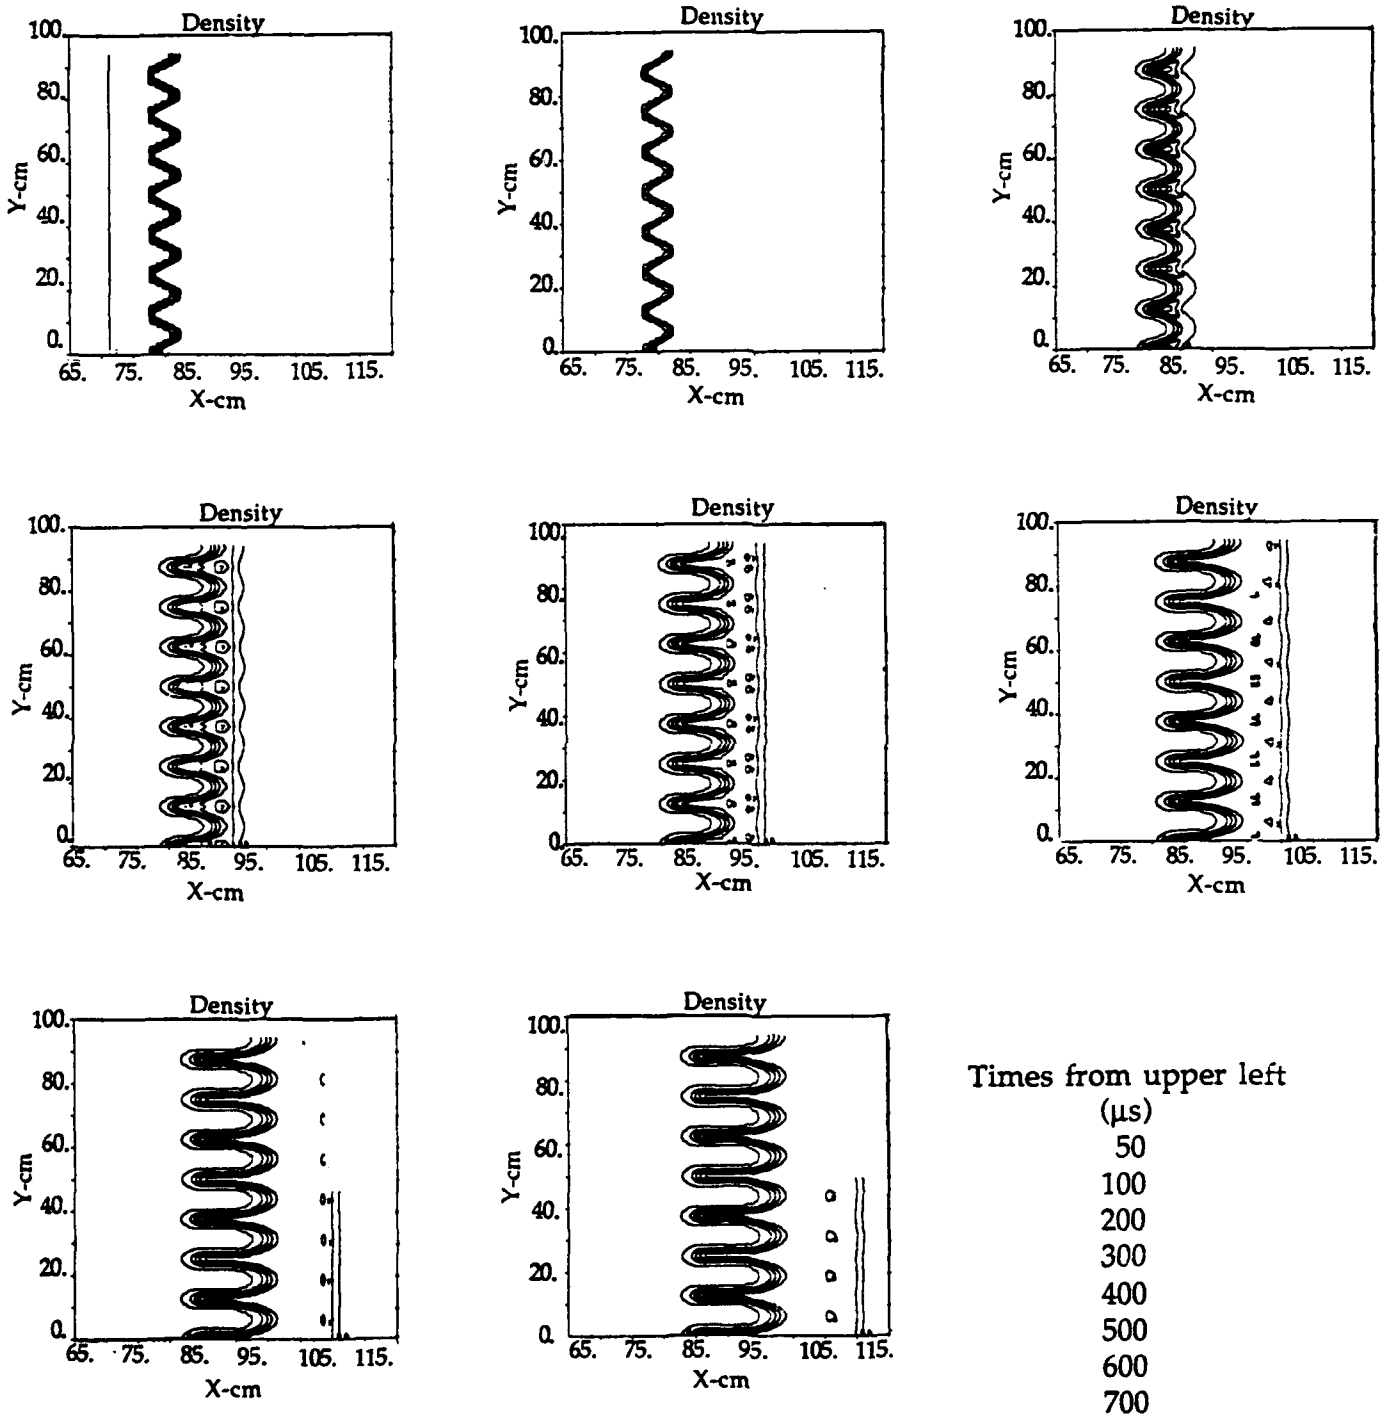 Density
100.
80.
60.
40.
20.
0.
Y-cm
65. 75. 85. 95. 105. 115.
X-cm
Density
100.
80.
60.
40.
20.
0.
Y-cm
65. 75. 85. 95. 105. 115.
X-cm
Density
100.
80.
60.
40.
20.
0.
Y-cm
65. 75. 85. 95. 105. 115.
X-cm
Density
100.
80.
60.
40.
20.
0.
Y-cm
65. 75. 85. 95. 105. 115.
X-cm
Density
100.
80.
60.
40.
20.
0.
Y-cm
65. 75. 85. 95. 105. 115.
X-cm
Density
100.
80.
60.
40.
20.
0.
Y-cm
65. 75. 85. 95. 105. 115.
X-cm
Density
100.
80.
60.
40.
20.
0.
Y-cm
65. 75. 85. 95. 105. 115.
X-cm
Density
100.
80.
60.
40.
20.
0.
Y-cm
65. 75. 85. 95. 105. 115.
X-cm
Times from upper left
(μs)
50
100
200
300
400
500
600
700